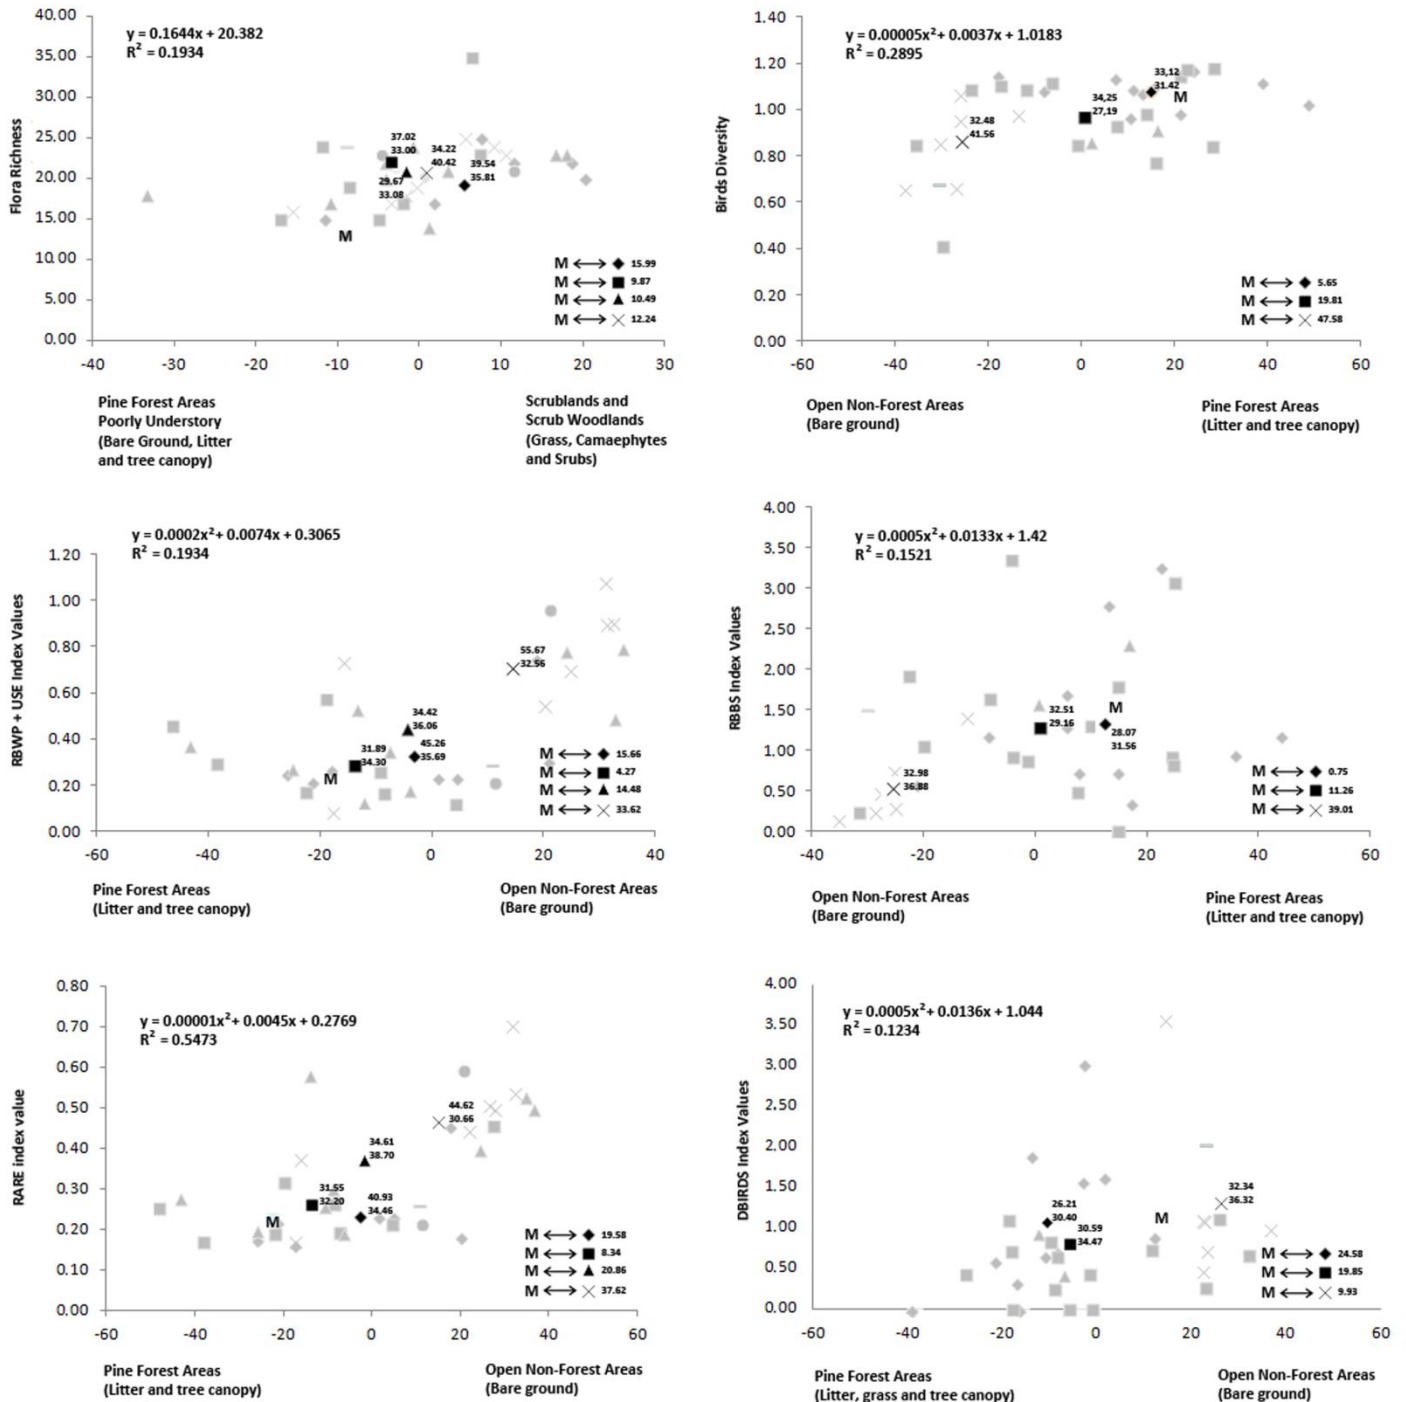 y = 0.1644x + 20.382
R² = 0.1934
Flora Richness
40.00
35.00
30.00
25.00
20.00
15.00
10.00
5.00
0.00
37.02
33.00
34.22
40.42
39.54
35.81
29.67
33.08
M
M ⟷ ◆ 15.99
M ⟷ ■ 9.87
M ⟷ ▲ 10.49
M ⟷ × 12.24
-40 -30 -20 -10 0 10 20 30
Pine Forest Areas
Poorly Understory
(Bare Ground, Litter
and tree canopy)
Scrublands and
Scrub Woodlands
(Grass, Camaephytes
and Srubs)
y = 0.00005x²+ 0.0037x + 1.0183
R² = 0.2895
Birds Diversity
1.40
1.20
1.00
0.80
0.60
0.40
0.20
0.00
33,12
31.42
M
34,25
27,19
32.48
41.56
M ⟷ ◆ 5.65
M ⟷ ■ 19.81
M ⟷ × 47.58
-60 -40 -20 0 20 40 60
Open Non-Forest Areas
(Bare ground)
Pine Forest Areas
(Litter and tree canopy)
y = 0.0002x²+ 0.0074x + 0.3065
R² = 0.1934
RBWP + USE Index Values
1.20
1.00
0.80
0.60
0.40
0.20
0.00
55.67
32.56
34.42
36.06
45.26
35.69
31.89
34.30
M
M ⟷ ◆ 15.66
M ⟷ ■ 4.27
M ⟷ ▲ 14.48
M ⟷ × 33.62
-60 -40 -20 0 20 40
Pine Forest Areas
(Litter and tree canopy)
Open Non-Forest Areas
(Bare ground)
y = 0.0005x²+ 0.0133x + 1.42
R² = 0.1521
RBBS Index Values
4.00
3.50
3.00
2.50
2.00
1.50
1.00
0.50
0.00
32.51
29.16
M
28.07
31.56
32.98
36.88
M ⟷ ◆ 0.75
M ⟷ ■ 11.26
M ⟷ × 39.01
-40 -20 0 20 40 60
Open Non-Forest Areas
(Bare ground)
Pine Forest Areas
(Litter and tree canopy)
y = 0.00001x²+ 0.0045x + 0.2769
R² = 0.5473
RARE index value
0.80
0.70
0.60
0.50
0.40
0.30
0.20
0.10
0.00
44.62
30.66
34.61
38.70
31.55
32.20
40.93
34.46
M
M ⟷ ◆ 19.58
M ⟷ ■ 8.34
M ⟷ ▲ 20.86
M ⟷ × 37.62
-60 -40 -20 0 20 40 60
Pine Forest Areas
(Litter and tree canopy)
Open Non-Forest Areas
(Bare ground)
y = 0.0005x²+ 0.0136x + 1.044
R² = 0.1234
DBIRDS Index Values
4.00
3.50
3.00
2.50
2.00
1.50
1.00
0.50
0.00
32.34
36.32
26.21
30.40
M
30.59
34.47
M ⟷ ◆ 24.58
M ⟷ ■ 19.85
M ⟷ × 9.93
-60 -40 -20 0 20 40 60
Pine Forest Areas
(Litter, grass and tree canopy)
Open Non-Forest Areas
(Bare ground)